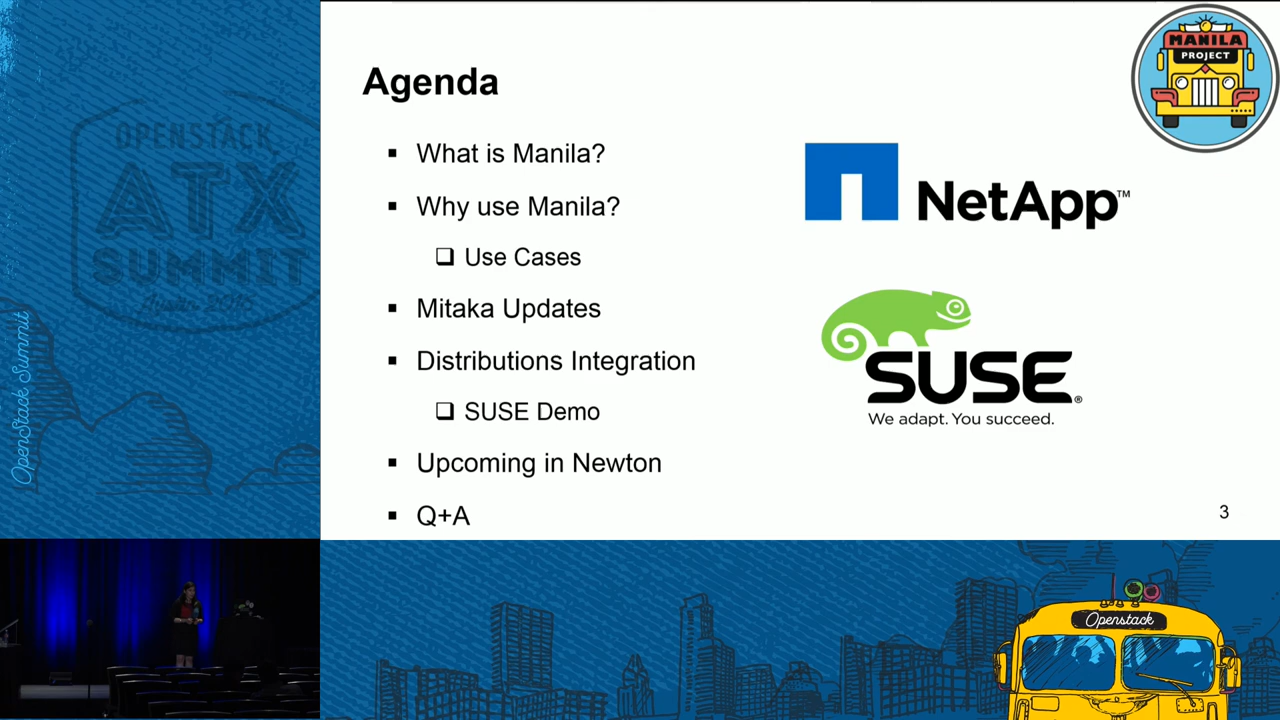 OPENSTACK
ATX
SUMMIT
OpenStack Summit
MANILA
PROJECT
Agenda
▪ What is Manila?
▪ Why use Manila?
❑ Use Cases
▪ Mitaka Updates
▪ Distributions Integration
❑ SUSE Demo
▪ Upcoming in Newton
▪ Q+A
NetApp™
SUSE®
We adapt. You succeed.
3
Openstack